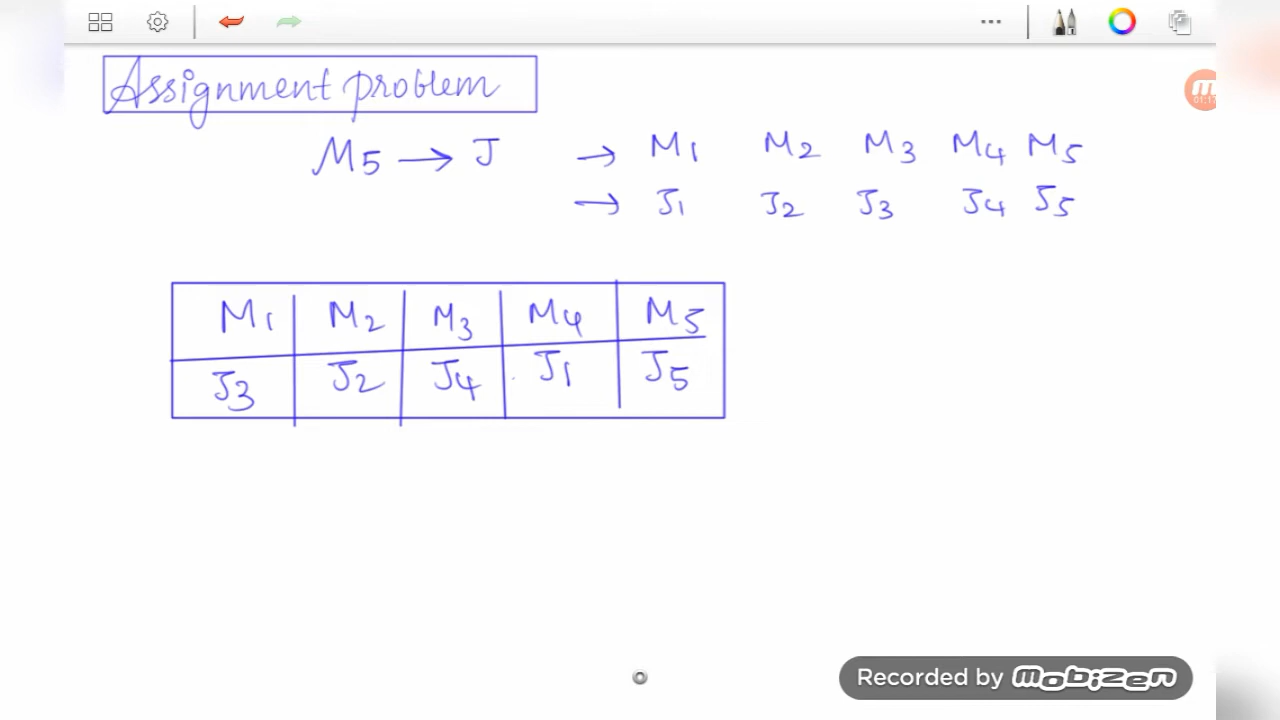 Assignment problem
M5 → J → M1 M2 M3 M4 M5
→ J1 J2 J3 J4 J5
M1 M2 M3 M4 M5
J3 J2 J4 J1 J5
Recorded by mobizen